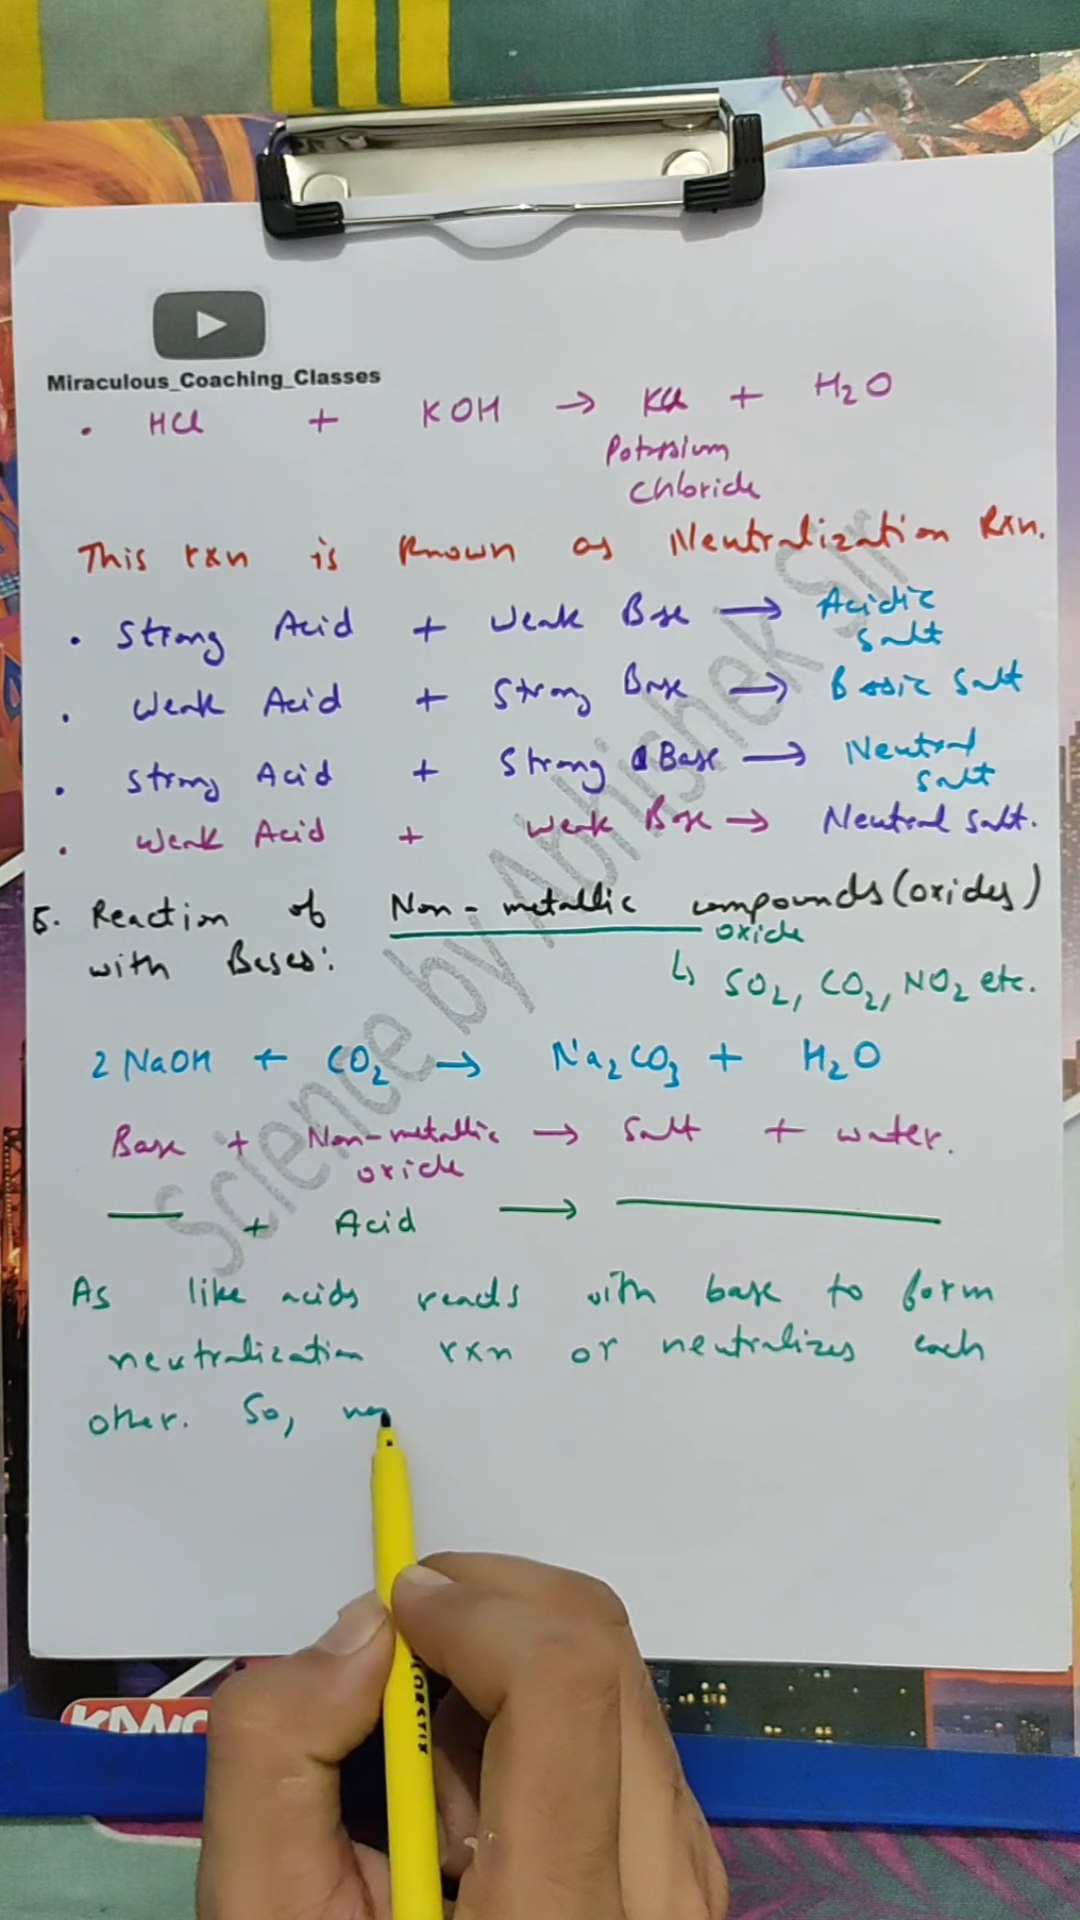 Miraculous_Coaching_Classes
. HCl + KOH → KCl + H2O
Potassium
Chloride
This rxn is known as Neutralization Rxn.
. Strong Acid + Weak Base → Acidic
Salt
. Weak Acid + Strong Base → Basic Salt
. Strong Acid + Strong Base → Neutral
Salt
. Weak Acid + Weak Base → Neutral Salt.
5. Reaction of Non-metallic compounds (oxides)
oxide
with Bases:
↳ SO2, CO2, NO2 etc.
2 NaOH + CO2 → Na2CO3 + H2O
Base + Non-metallic → Salt + water.
oxide
+ Acid →
As like acids reacts with base to form
neutralization rxn or neutralizes each
other. So,
Science by Abhishek Sir